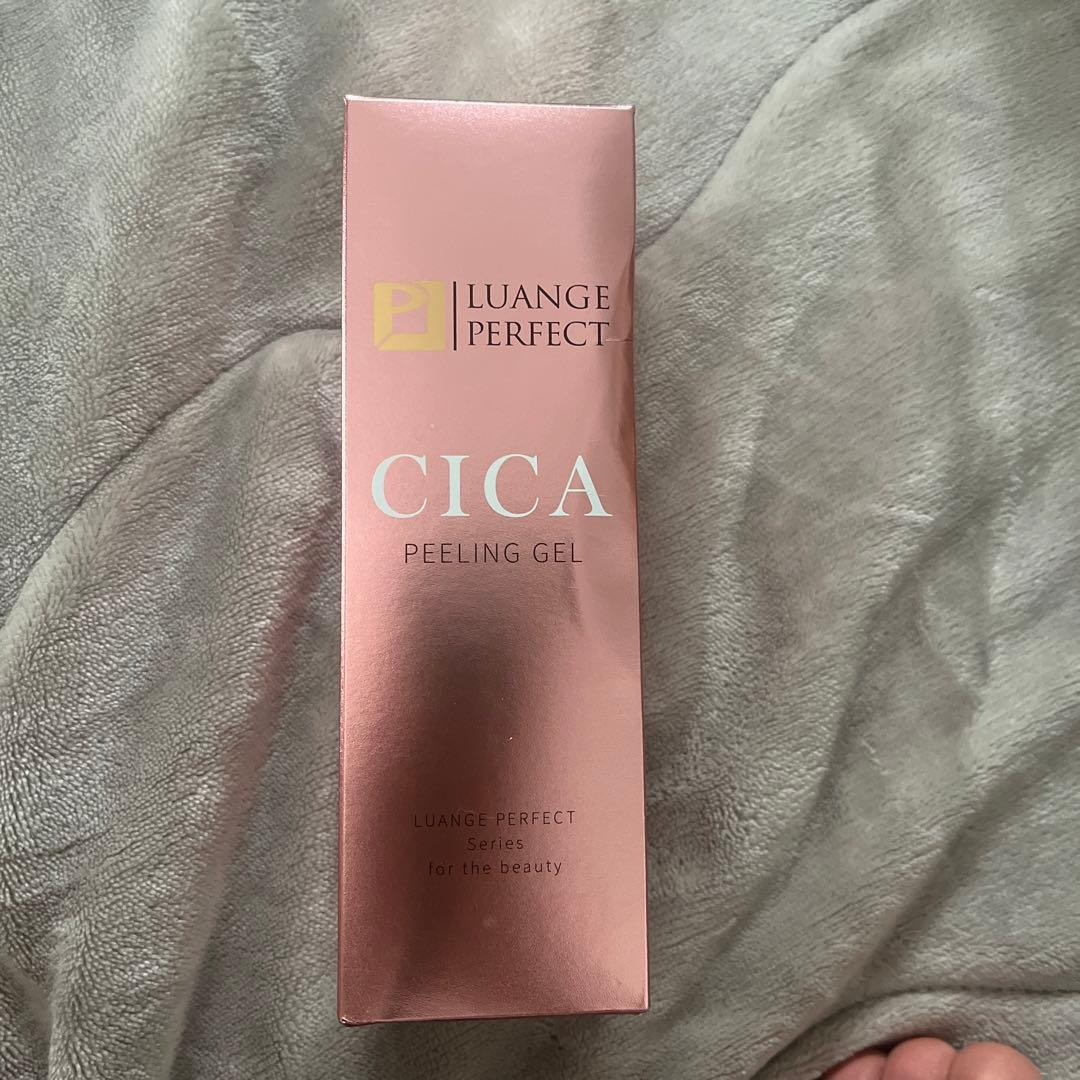 LUANGE
PERFECT
CICA
PEELING GEL
LUANGE PERFECT
Series
for the beauty